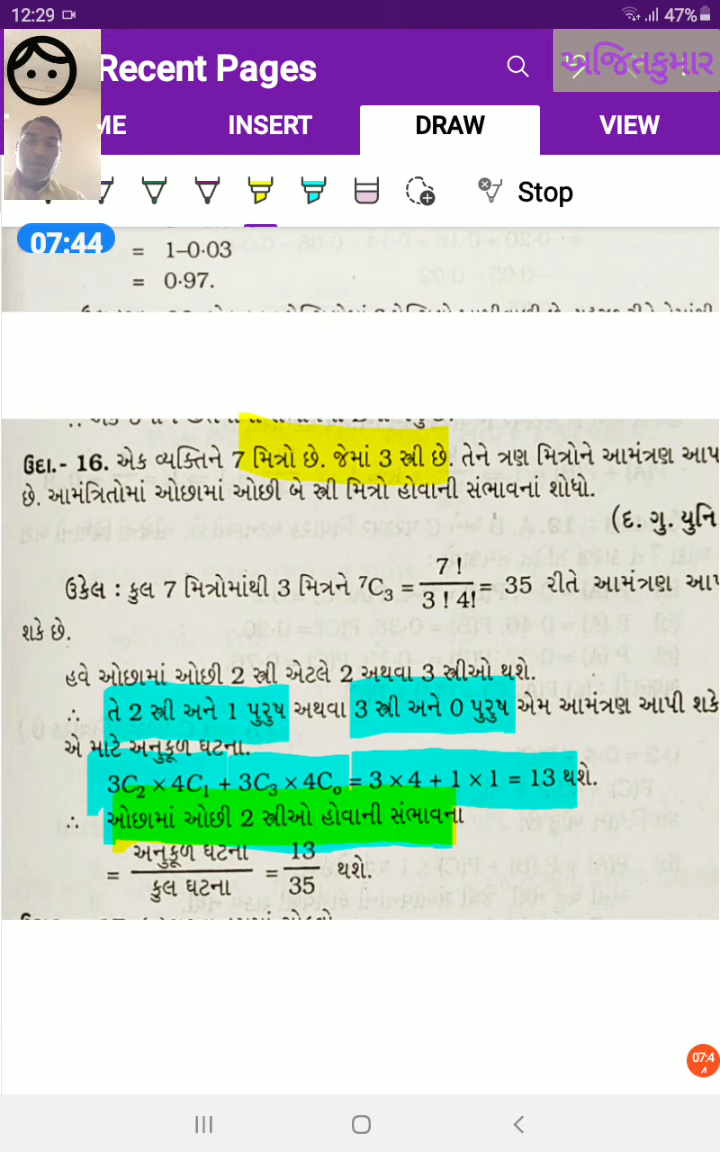 12:29 47%
Recent Pages
અજિતકુમાર
ME INSERT DRAW VIEW
Stop
07:44
= 1–0·03
= 0·97.
ઉદા.- 16. એક વ્યક્તિને 7 મિત્રો છે. જેમાં 3 સ્ત્રી છે. તેને ત્રણ મિત્રોને આમંત્રણ આપ
છે. આમંત્રિતોમાં ઓછામાં ઓછી બે સ્ત્રી મિત્રો હોવાની સંભાવનાં શોધો.
(દ. ગુ. યુનિ
ઉકેલ : કુલ 7 મિત્રોમાંથી 3 મિત્રને ⁷C₃ = 7 ! / 3 ! 4! = 35 રીતે આમંત્રણ આપ
શકે છે.
હવે ઓછામાં ઓછી 2 સ્ત્રી એટલે 2 અથવા 3 સ્ત્રીઓ થશે.
∴ તે 2 સ્ત્રી અને 1 પુરુષ અથવા 3 સ્ત્રી અને 0 પુરુષ એમ આમંત્રણ આપી શકે
એ માટે અનુકૂળ ઘટના.
3C₂ × 4C₁ + 3C₃ × 4C₀ = 3 × 4 + 1 × 1 = 13 થશે.
∴ ઓછામાં ઓછી 2 સ્ત્રીઓ હોવાની સંભાવના
= અનુકૂળ ઘટના / કુલ ઘટના = 13 / 35 થશે.
07:4
4